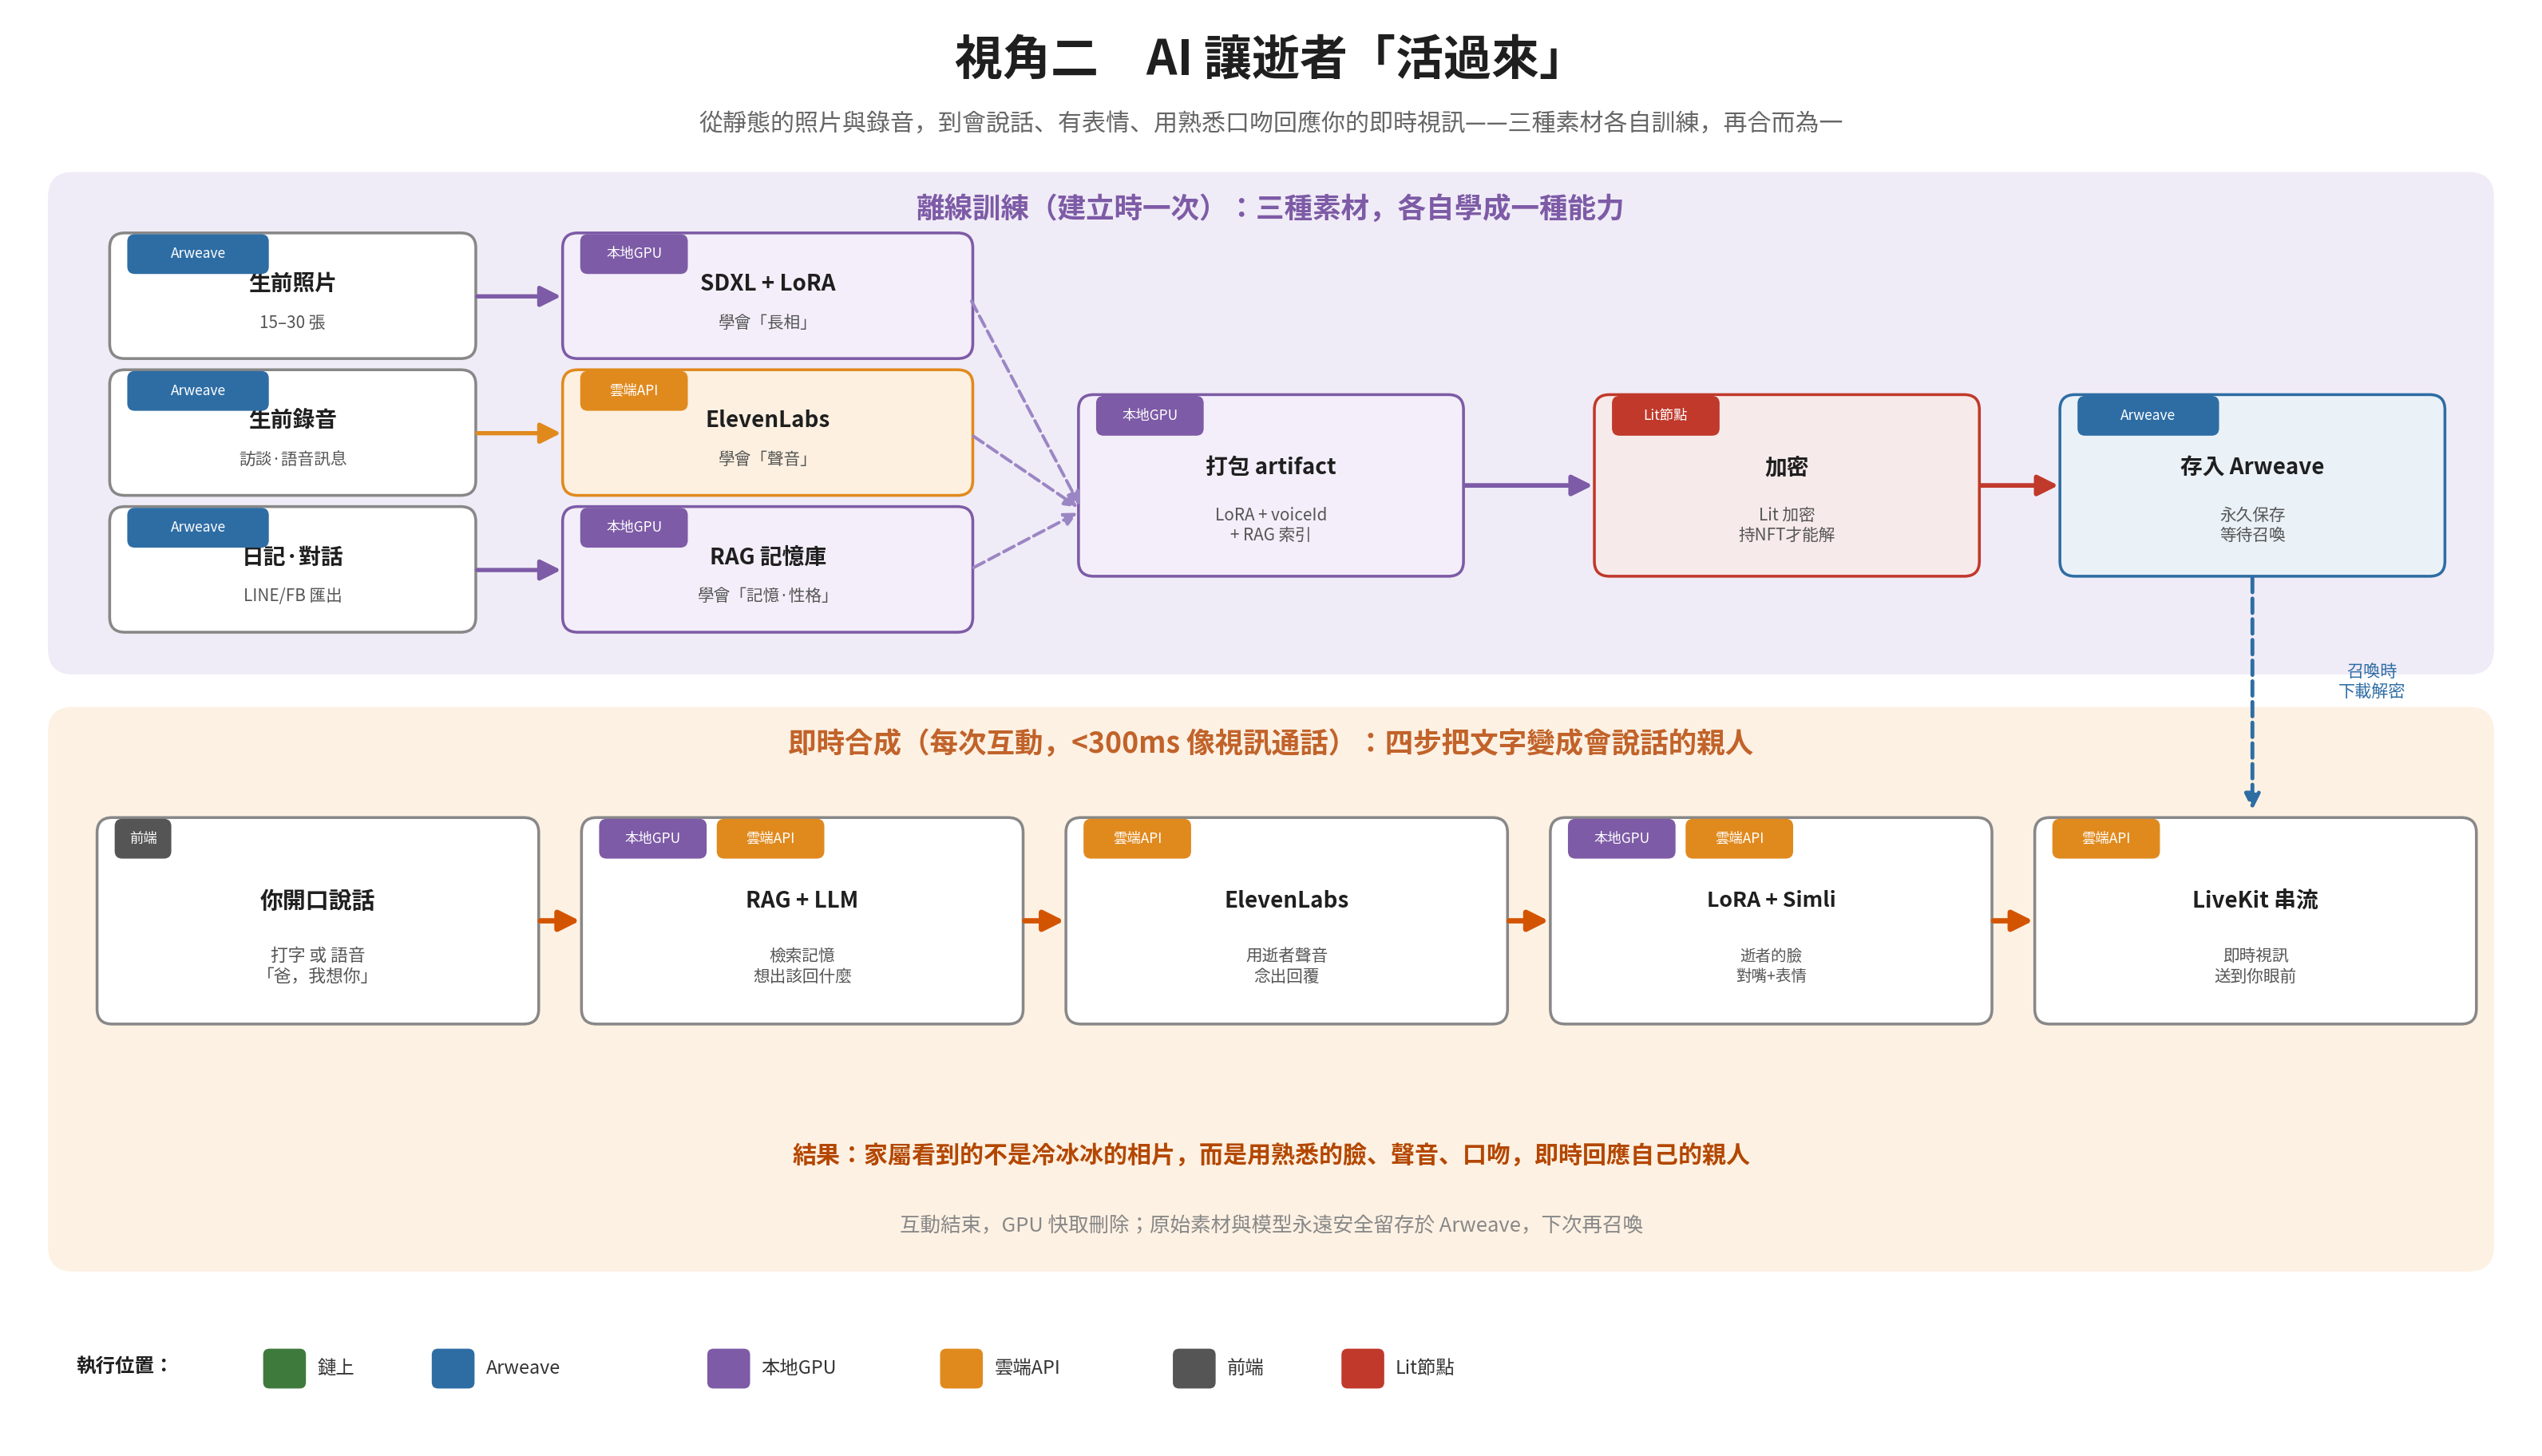 視角二　AI 讓逝者「活過來」
從靜態的照片與錄音，到會說話、有表情、用熟悉口吻回應你的即時視訊——三種素材各自訓練，再合而為一
離線訓練（建立時一次）：三種素材，各自學成一種能力
Arweave
生前照片
15–30 張
本地GPU
SDXL + LoRA
學會「長相」
Arweave
生前錄音
訪談·語音訊息
雲端API
ElevenLabs
學會「聲音」
Arweave
日記·對話
LINE/FB 匯出
本地GPU
RAG 記憶庫
學會「記憶·性格」
本地GPU
打包 artifact
LoRA + voiceId
+ RAG 索引
Lit節點
加密
Lit 加密
持NFT才能解
Arweave
存入 Arweave
永久保存
等待召喚
召喚時
下載解密
即時合成（每次互動，<300ms 像視訊通話）：四步把文字變成會說話的親人
前端
你開口說話
打字 或 語音
「爸，我想你」
本地GPU
雲端API
RAG + LLM
檢索記憶
想出該回什麼
雲端API
ElevenLabs
用逝者聲音
念出回覆
本地GPU
雲端API
LoRA + Simli
逝者的臉
對嘴+表情
雲端API
LiveKit 串流
即時視訊
送到你眼前
結果：家屬看到的不是冷冰冰的相片，而是用熟悉的臉、聲音、口吻，即時回應自己的親人
互動結束，GPU 快取刪除；原始素材與模型永遠安全留存於 Arweave，下次再召喚
執行位置：
鏈上
Arweave
本地GPU
雲端API
前端
Lit節點